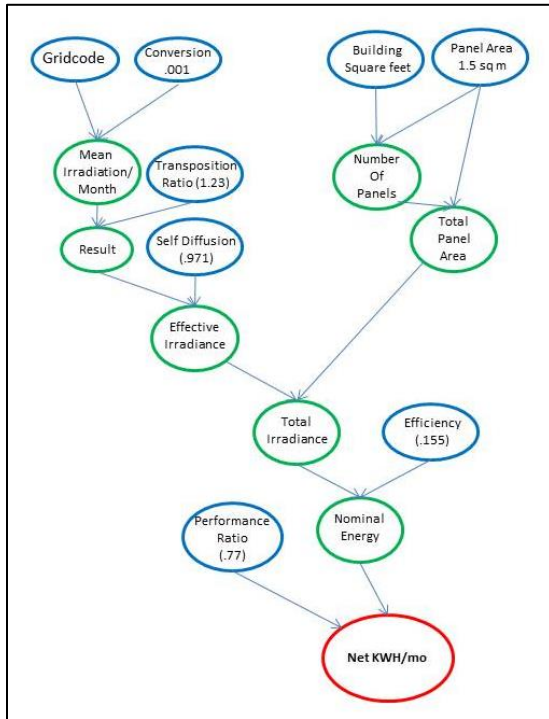 Gridcode
Conversion
.001
Building
Square feet
Panel Area
1.5 sq m
Mean
Irradiation/
Month
Transposition
Ratio (1.23)
Number
Of
Panels
Result
Self Diffusion
(.971)
Total
Panel
Area
Effective
Irradiance
Total
Irradiance
Efficiency
(.155)
Performance
Ratio
(.77)
Nominal
Energy
Net KWH/mo